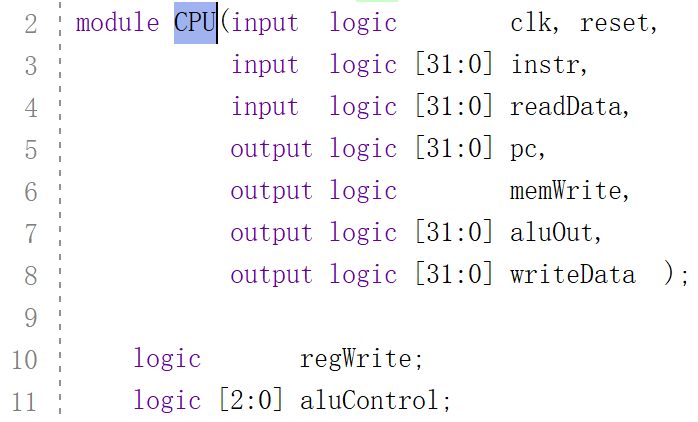 2 module CPU(input  logic        clk, reset,
3            input  logic [31:0] instr,
4            input  logic [31:0] readData,
5            output logic [31:0] pc,
6            output logic        memWrite,
7            output logic [31:0] aluOut,
8            output logic [31:0] writeData  );
9
10     logic       regWrite;
11     logic [2:0] aluControl;